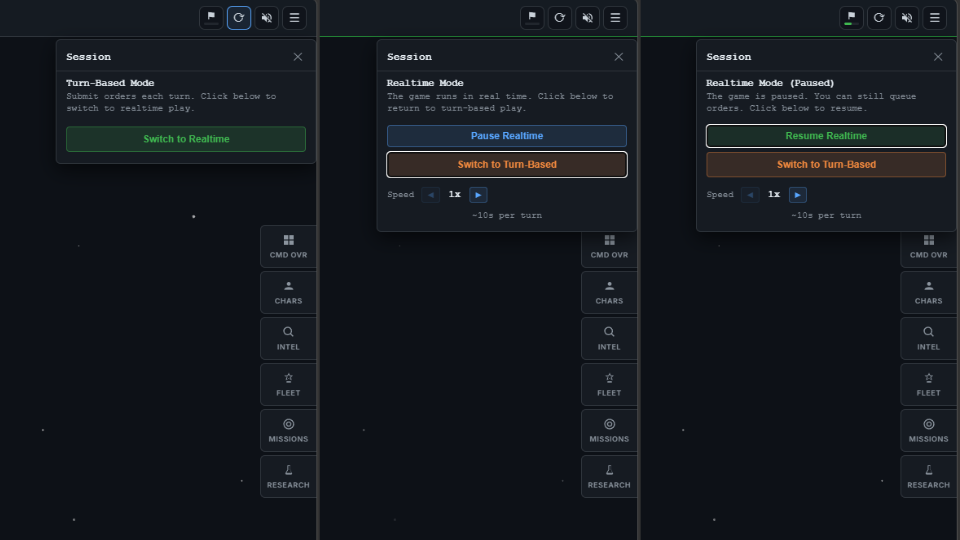 Session
Turn-Based Mode
Submit orders each turn. Click below to
switch to realtime play.
Switch to Realtime
CMD OVR
CHARS
INTEL
FLEET
MISSIONS
RESEARCH
Session
Realtime Mode
The game runs in real time. Click below to
return to turn-based play.
Pause Realtime
Switch to Turn-Based
Speed 1x
~10s per turn
CMD OVR
CHARS
INTEL
FLEET
MISSIONS
RESEARCH
Session
Realtime Mode (Paused)
The game is paused. You can still queue
orders. Click below to resume.
Resume Realtime
Switch to Turn-Based
Speed 1x
~10s per turn
CMD OVR
CHARS
INTEL
FLEET
MISSIONS
RESEARCH